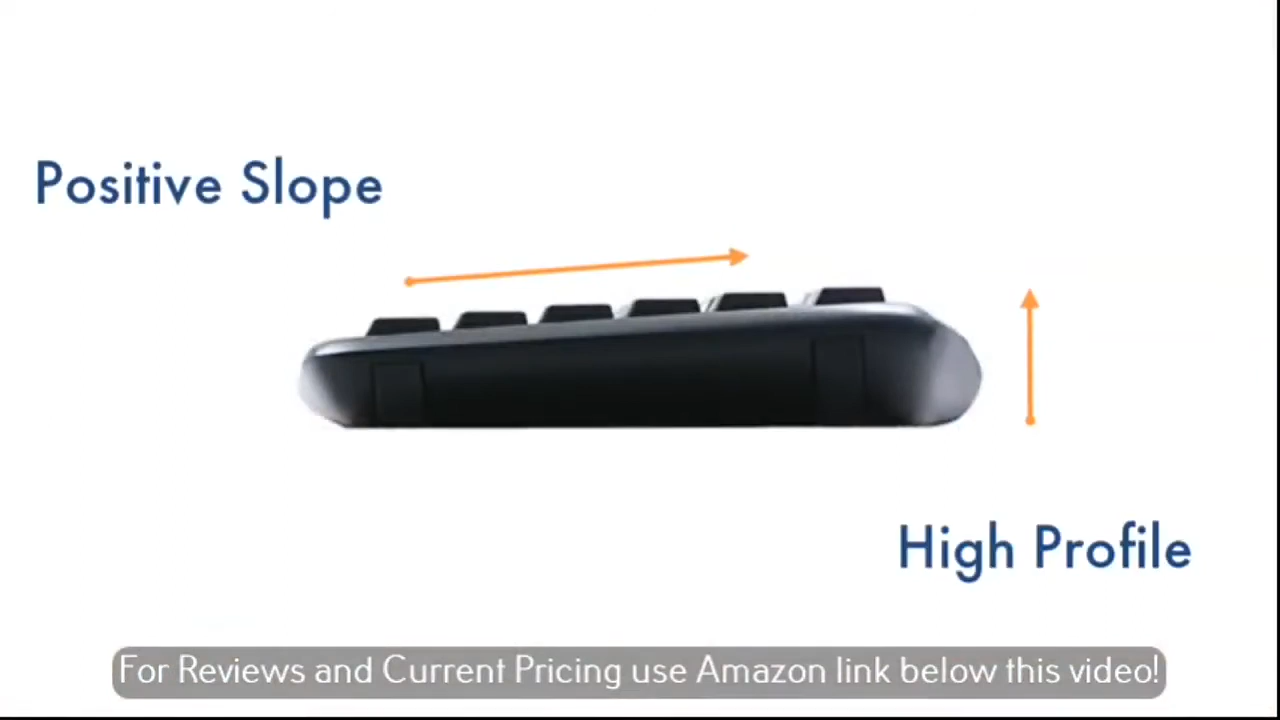 Positive Slope
High Profile
For Reviews and Current Pricing use Amazon link below this video!